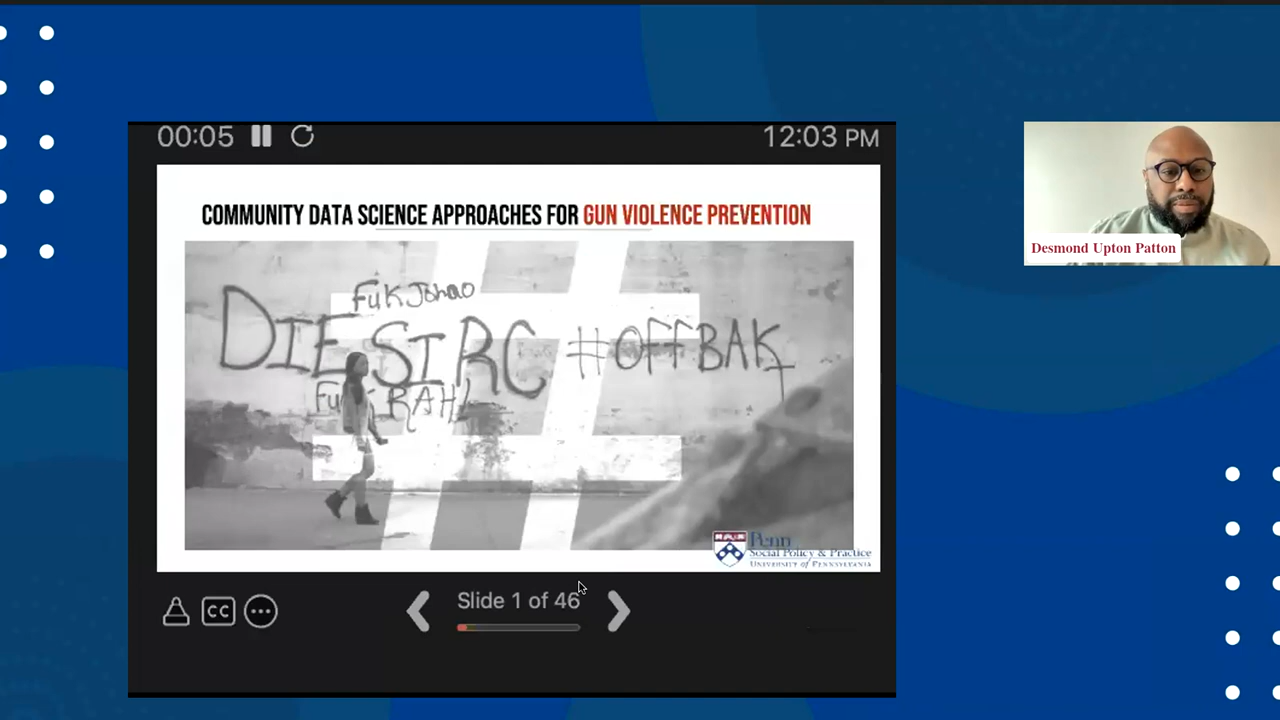 00:05
12:03 PM
COMMUNITY DATA SCIENCE APPROACHES FOR GUN VIOLENCE PREVENTION
FuK Johao
DIE SIRC #OFFBAK
RAH!
Penn
Social Policy & Practice
UNIVERSITY of PENNSYLVANIA
CC
Slide 1 of 46
Desmond Upton Patton